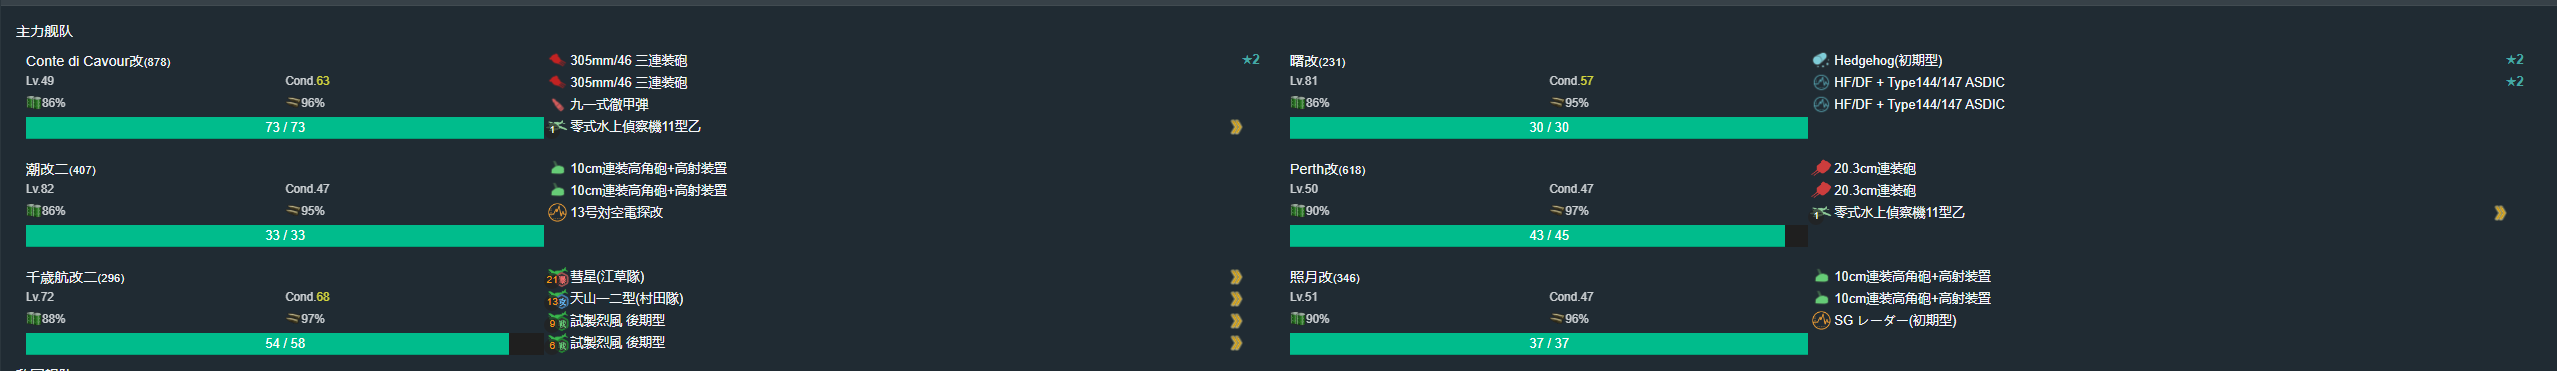 主力舰队
Conte di Cavour改(878)
Lv.49 Cond.63
86% 96%
73 / 73
305mm/46 三連装砲 ★2
305mm/46 三連装砲
九一式徹甲弾
1 零式水上偵察機11型乙
曙改(231)
Lv.81 Cond.57
86% 95%
30 / 30
Hedgehog(初期型) ★2
HF/DF + Type144/147 ASDIC ★2
HF/DF + Type144/147 ASDIC
潮改二(407)
Lv.82 Cond.47
86% 95%
33 / 33
10cm連装高角砲+高射装置
10cm連装高角砲+高射装置
13号対空電探改
Perth改(618)
Lv.50 Cond.47
90% 97%
43 / 45
20.3cm連装砲
20.3cm連装砲
1 零式水上偵察機11型乙
千歳航改二(296)
Lv.72 Cond.68
88% 97%
54 / 58
21 彗星(江草隊)
13 天山一二型(村田隊)
9 試製烈風 後期型
6 試製烈風 後期型
照月改(346)
Lv.51 Cond.47
90% 96%
37 / 37
10cm連装高角砲+高射装置
10cm連装高角砲+高射装置
SG レーダー(初期型)